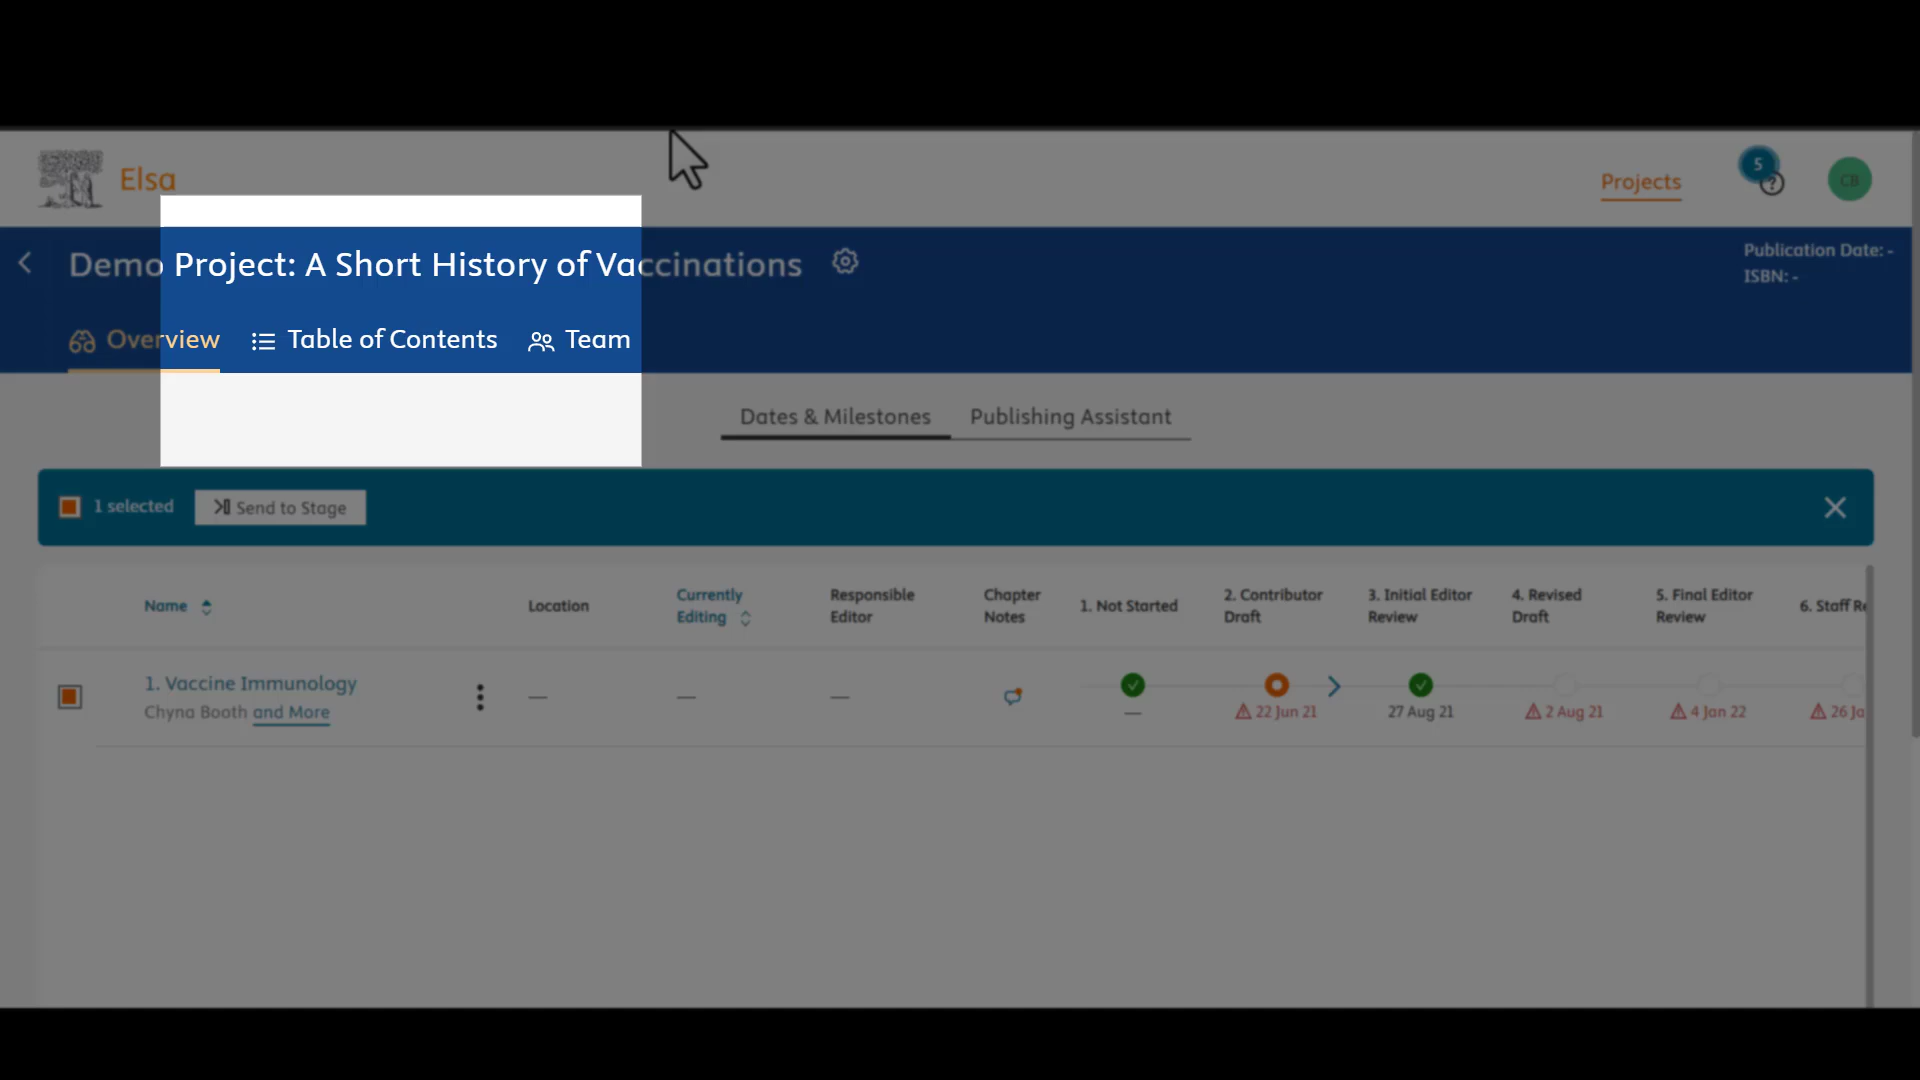 Elsa
Projects
5
?
CB
Demo Project: A Short History of Vaccinations
Publication Date: -
ISBN: -
Overview
Table of Contents
Team
Dates & Milestones
Publishing Assistant
1 selected
Send to Stage
Name
Location
Currently Editing
Responsible Editor
Chapter Notes
1. Not Started
2. Contributor Draft
3. Initial Editor Review
4. Revised Draft
5. Final Editor Review
6. Staff Re
1. Vaccine Immunology
Chyna Booth and More
—
—
—
—
22 Jun 21
27 Aug 21
2 Aug 21
4 Jan 22
26 Ja